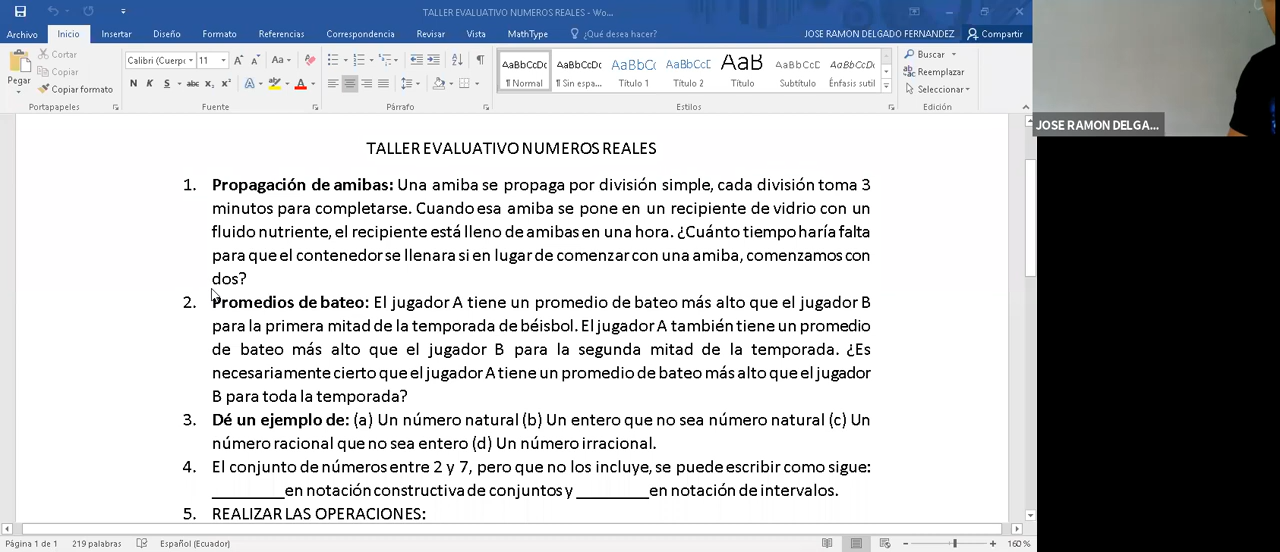 TALLER EVALUATIVO NUMEROS REALES - Wo...
Archivo Inicio Insertar Diseño Formato Referencias Correspondencia Revisar Vista MathType ¿Qué desea hacer? JOSE RAMON DELGADO FERNANDEZ Compartir
Pegar
Cortar
Copiar
Copiar formato
Portapapeles
Calibri (Cuerpo 11
N K S abc x₂ x²
Fuente
Párrafo
AaBbCcDc AaBbCcDc AaBbCc AaBbCcD AaB AaBbCcD AaBbCcDc
¶ Normal ¶ Sin espa... Título 1 Título 2 Título Subtítulo Énfasis sutil
Estilos
Buscar
Reemplazar
Seleccionar
Edición
JOSE RAMON DELGA...
TALLER EVALUATIVO NUMEROS REALES
1. Propagación de amibas: Una amiba se propaga por división simple, cada división toma 3
minutos para completarse. Cuando esa amiba se pone en un recipiente de vidrio con un
fluido nutriente, el recipiente está lleno de amibas en una hora. ¿Cuánto tiempo haría falta
para que el contenedor se llenara si en lugar de comenzar con una amiba, comenzamos con
dos?
2. Promedios de bateo: El jugador A tiene un promedio de bateo más alto que el jugador B
para la primera mitad de la temporada de béisbol. El jugador A también tiene un promedio
de bateo más alto que el jugador B para la segunda mitad de la temporada. ¿Es
necesariamente cierto que el jugador A tiene un promedio de bateo más alto que el jugador
B para toda la temporada?
3. Dé un ejemplo de: (a) Un número natural (b) Un entero que no sea número natural (c) Un
número racional que no sea entero (d) Un número irracional.
4. El conjunto de números entre 2 y 7, pero que no los incluye, se puede escribir como sigue:
________en notación constructiva de conjuntos y ________en notación de intervalos.
5. REALIZAR LAS OPERACIONES:
Página 1 de 1 219 palabras Español (Ecuador) 160 %